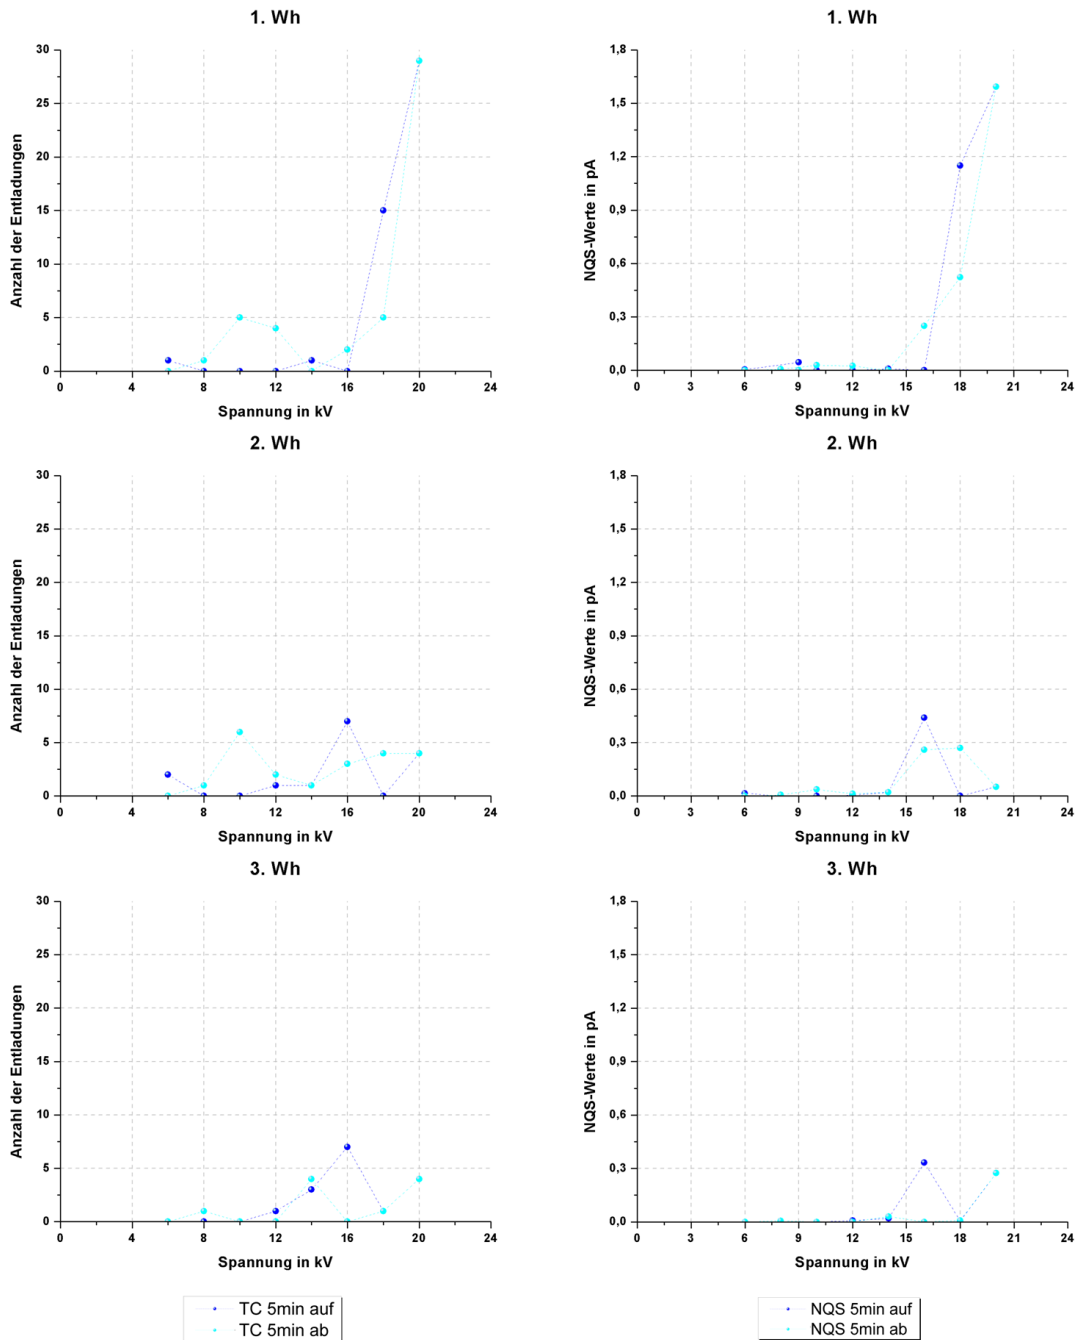 1. Wh
30
25
20
15
10
5
0
Anzahl der Entladungen
0 4 8 12 16 20 24
Spannung in kV
1. Wh
1,8
1,5
1,2
0,9
0,6
0,3
0,0
NQS-Werte in pA
0 3 6 9 12 15 18 21 24
Spannung in kV
2. Wh
30
25
20
15
10
5
0
Anzahl der Entladungen
0 4 8 12 16 20 24
Spannung in kV
2. Wh
1,8
1,5
1,2
0,9
0,6
0,3
0,0
NQS-Werte in pA
0 3 6 9 12 15 18 21 24
Spannung in kV
3. Wh
30
25
20
15
10
5
0
Anzahl der Entladungen
0 4 8 12 16 20 24
Spannung in kV
3. Wh
1,8
1,5
1,2
0,9
0,6
0,3
0,0
NQS-Werte in pA
0 3 6 9 12 15 18 21 24
Spannung in kV
TC 5min auf
TC 5min ab
NQS 5min auf
NQS 5min ab